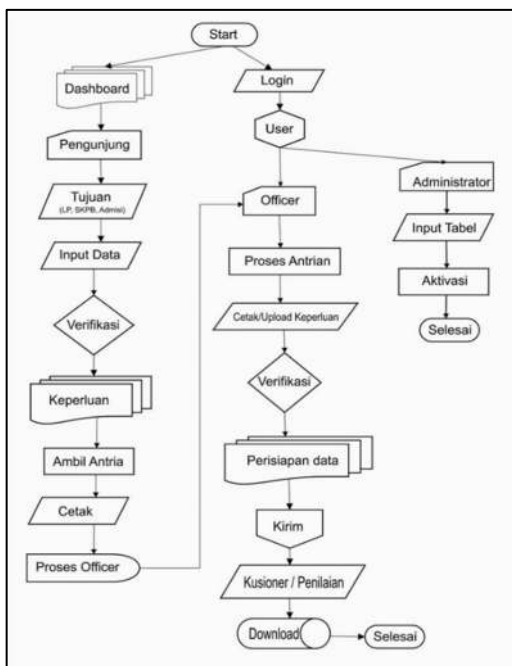 Start
Dashboard
Pengunjung
Tujuan
(LP, SKPB, Admisi)
Input Data
Verifikasi
Keperluan
Ambil Antria
Cetak
Proses Officer
Login
User
Officer
Proses Antrian
Cetak/Upload Keperluan
Verifikasi
Perisiapan data
Kirim
Kusioner / Penilaian
Download
Selesai
Administrator
Input Tabel
Aktivasi
Selesai